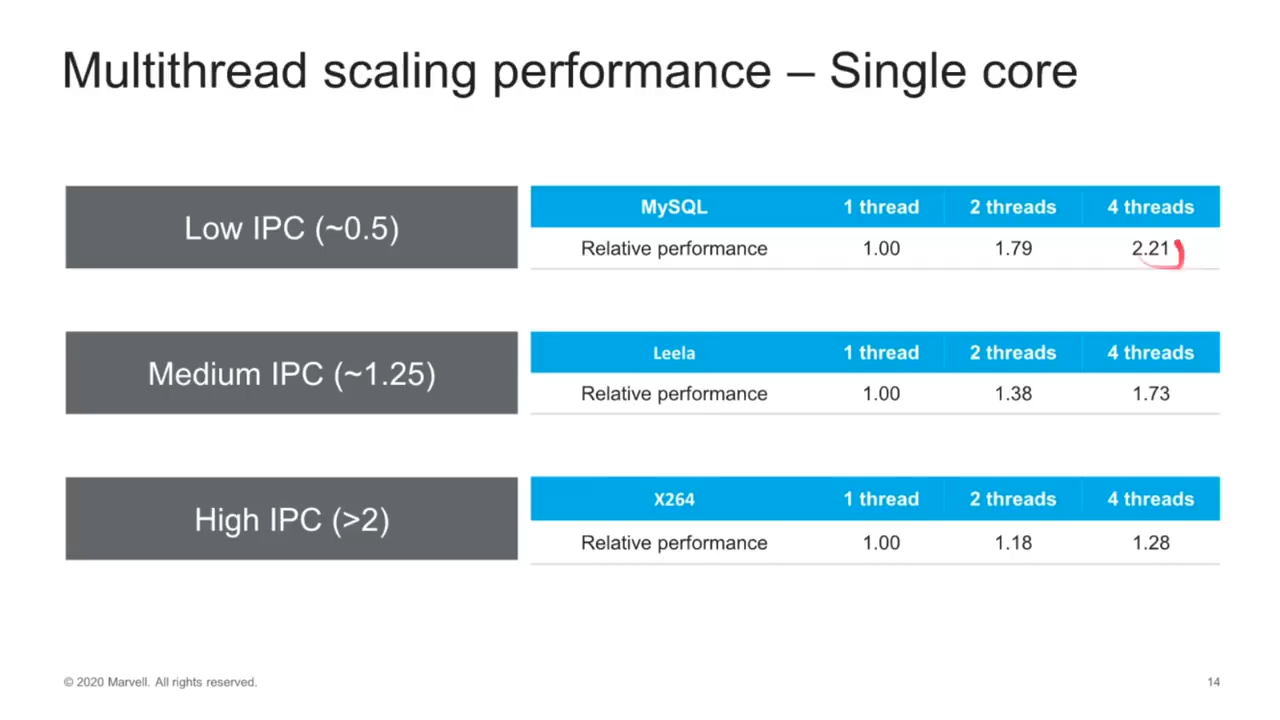 Multithread scaling performance – Single core
Low IPC (~0.5)
MySQL 1 thread 2 threads 4 threads
Relative performance 1.00 1.79 2.21
Medium IPC (~1.25)
Leela 1 thread 2 threads 4 threads
Relative performance 1.00 1.38 1.73
High IPC (>2)
X264 1 thread 2 threads 4 threads
Relative performance 1.00 1.18 1.28
© 2020 Marvell. All rights reserved. 14